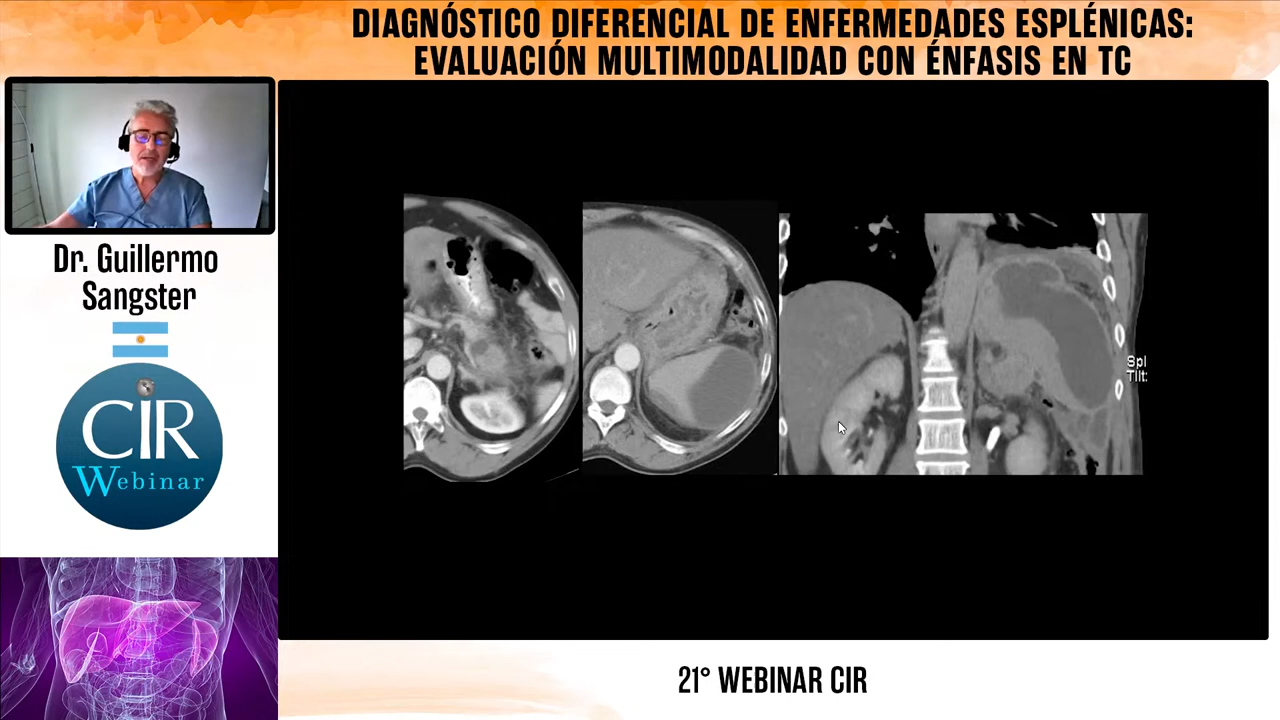 DIAGNÓSTICO DIFERENCIAL DE ENFERMEDADES ESPLÉNICAS:
EVALUACIÓN MULTIMODALIDAD CON ÉNFASIS EN TC
Dr. Guillermo
Sangster
CIR
Webinar
Spl
Tilt:
21° WEBINAR CIR